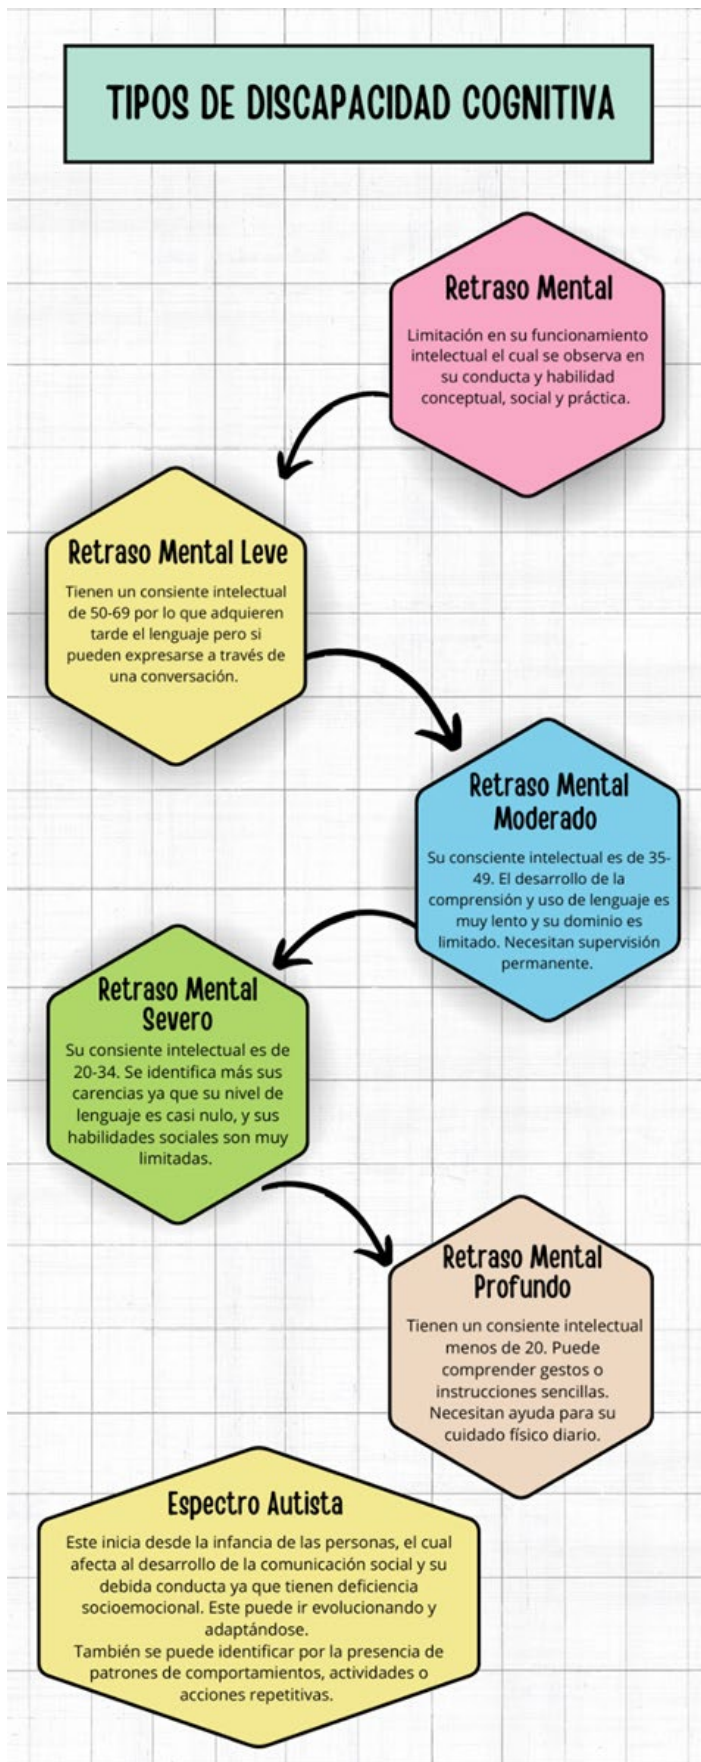 TIPOS DE DISCAPACIDAD COGNITIVA
Retraso Mental
Limitación en su funcionamiento
intelectual el cual se observa en
su conducta y habilidad
conceptual, social y práctica.
Retraso Mental Leve
Tienen un consiente intelectual
de 50-69 por lo que adquieren
tarde el lenguaje pero si
pueden expresarse a través de
una conversación.
Retraso Mental
Moderado
Su consciente intelectual es de 35-
49. El desarrollo de la
comprensión y uso de lenguaje es
muy lento y su dominio es
limitado. Necesitan supervisión
permanente.
Retraso Mental
Severo
Su consiente intelectual es de
20-34. Se identifica más sus
carencias ya que su nivel de
lenguaje es casi nulo, y sus
habilidades sociales son muy
limitadas.
Retraso Mental
Profundo
Tienen un consiente intelectual
menos de 20. Puede
comprender gestos o
instrucciones sencillas.
Necesitan ayuda para su
cuidado físico diario.
Espectro Autista
Este inicia desde la infancia de las personas, el cual
afecta al desarrollo de la comunicación social y su
debida conducta ya que tienen deficiencia
socioemocional. Este puede ir evolucionando y
adaptándose.
También se puede identificar por la presencia de
patrones de comportamientos, actividades o
acciones repetitivas.